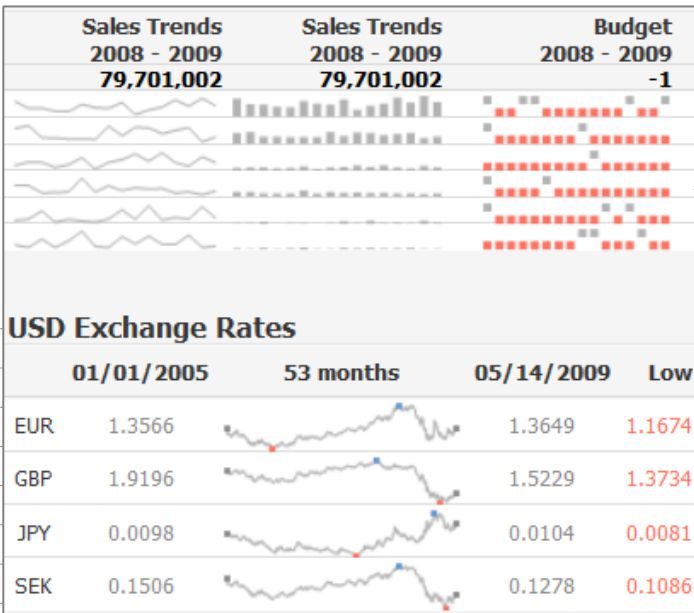 Sales Trends Sales Trends Budget
2008 - 2009 2008 - 2009 2008 - 2009
79,701,002 79,701,002 -1
USD Exchange Rates
01/01/2005 53 months 05/14/2009 Low
EUR 1.3566 1.3649 1.1674
GBP 1.9196 1.5229 1.3734
JPY 0.0098 0.0104 0.0081
SEK 0.1506 0.1278 0.1086